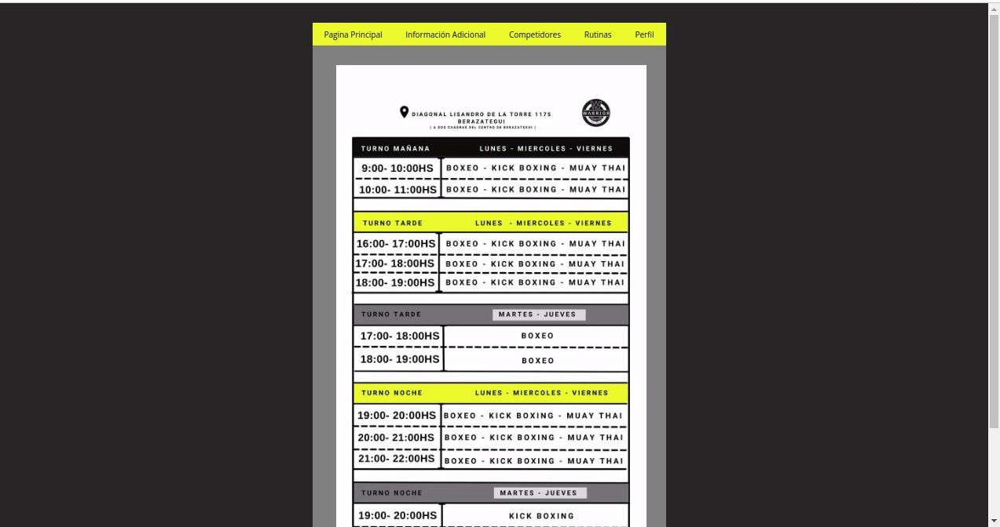 Pagina Principal Información Adicional Competidores Rutinas Perfil
DIAGONAL LISANDRO DE LA TORRE 1175
BERAZATEGUI
( A DOS CUADRAS DEL CENTRO DE BERAZATEGUI )
WARRIOR
TURNO MAÑANA LUNES - MIERCOLES - VIERNES
9:00- 10:00HS BOXEO - KICK BOXING - MUAY THAI
10:00- 11:00HS BOXEO - KICK BOXING - MUAY THAI
TURNO TARDE LUNES - MIERCOLES - VIERNES
16:00- 17:00HS BOXEO - KICK BOXING - MUAY THAI
17:00- 18:00HS BOXEO - KICK BOXING - MUAY THAI
18:00- 19:00HS BOXEO - KICK BOXING - MUAY THAI
TURNO TARDE MARTES - JUEVES
17:00- 18:00HS BOXEO
18:00- 19:00HS BOXEO
TURNO NOCHE LUNES - MIERCOLES - VIERNES
19:00- 20:00HS BOXEO - KICK BOXING - MUAY THAI
20:00- 21:00HS BOXEO - KICK BOXING - MUAY THAI
21:00- 22:00HS BOXEO - KICK BOXING - MUAY THAI
TURNO NOCHE MARTES - JUEVES
19:00- 20:00HS KICK BOXING